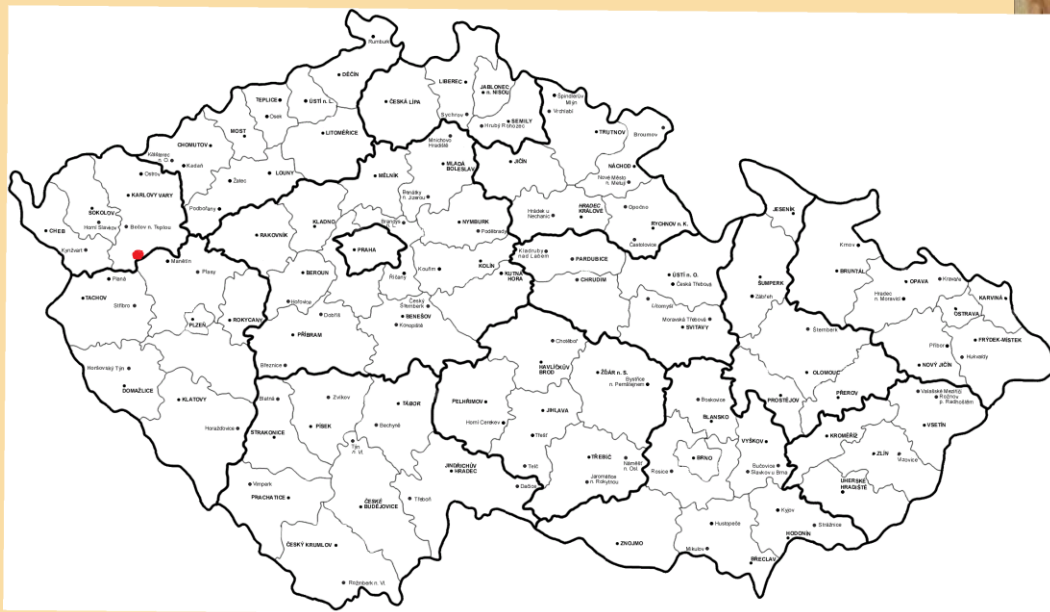 Rumburk
DĚČÍN
LIBEREC
JABLONEC
n. NISOU
TEPLICE
ÚSTÍ n. L.
ČESKÁ LÍPA
Špindlerův
Mlýn
Osek
Sychrov
SEMILY
Vrchlabí
MOST
LITOMĚŘICE
Hrubý Rohozec
TRUTNOV
Broumov
CHOMUTOV
Mnichovo
Hradiště
Klášterec
n. O.
Kadaň
MLADÁ
BOLESLAV
JIČÍN
NÁCHOD
Ostrov
Žatec
LOUNY
MĚLNÍK
Nové Město
n. Metují
KARLOVY VARY
Benátky
n. Jizerou
JESENÍK
SOKOLOV
Podbořany
HRADEC
KRÁLOVÉ
Opočno
Horní Slavkov
Bečov n. Teplou
KLADNO
Brandýs
NYMBURK
Hrádek u
Nechanic
RYCHNOV n. K.
CHEB
RAKOVNÍK
Poděbrady
Častolovice
Kynžvart
PRAHA
Kladruby
nad Labem
Krnov
Manětín
KOLÍN
PARDUBICE
BRUNTÁL
Plasy
BEROUN
Říčany
Kouřim
KUTNÁ
HORA
ÚSTÍ n. O.
ŠUMPERK
OPAVA
Planá
CHRUDIM
Česká Třebová
Kravaře
TACHOV
Stříbro
Hořovice
Český
Šternberk
Zábřeh
Hradec
n. Moravicí
KARVINÁ
ROKYCANY
Dobříš
BENEŠOV
Litomyšl
OSTRAVA
PLZEŇ
Konopiště
Moravská Třebová
SVITAVY
Šternberk
PŘÍBRAM
Chotěboř
FRÝDEK-MÍSTEK
Příbor
Hukvaldy
Březnice
HAVLÍČKŮV
BROD
NOVÝ JIČÍN
Horšovský Týn
ŽĎÁR n. S.
OLOMOUC
DOMAŽLICE
Bystřice
n. Pernštejnem
Valašské Meziříčí
KLATOVY
Blatná
Zvíkov
TÁBOR
PELHŘIMOV
Boskovice
PROSTĚJOV
PŘEROV
Rožnov
p. Radhoštěm
JIHLAVA
BLANSKO
Horažďovice
PÍSEK
Bechyně
Horní Cerekev
VSETÍN
STRAKONICE
Třešť
VYŠKOV
KROMĚŘÍŽ
Týn
n. Vl.
TŘEBÍČ
Náměšť
n. Osl.
BRNO
ZLÍN
Vizovice
JINDŘICHŮV
HRADEC
Telč
Rosice
Bučovice
Slavkov u Brna
Vimperk
Jaroměřice
n. Rokytnou
UHERSKÉ
HRADIŠTĚ
PRACHATICE
Třeboň
Dačice
ČESKÉ
BUDĚJOVICE
Kyjov
Hustopeče
Strážnice
HODONÍN
ČESKÝ KRUMLOV
ZNOJMO
Mikulov
BŘECLAV
Rožmberk n. Vl.